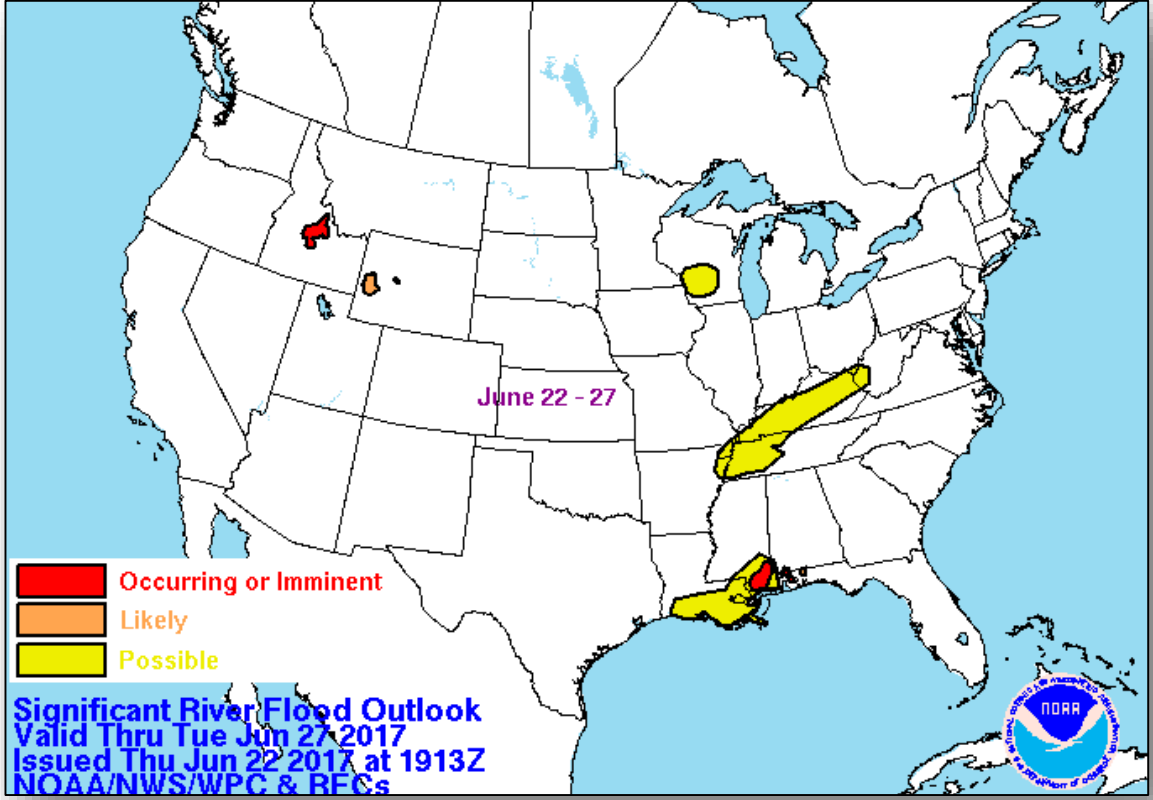 June 22 - 27
Occurring or Imminent
Likely
Possible
Significant River Flood Outlook
Valid Thru Tue Jun 27 2017
Issued Thu Jun 22 2017 at 1913Z
NOAA/NWS/WPC & RFCs
NOAA